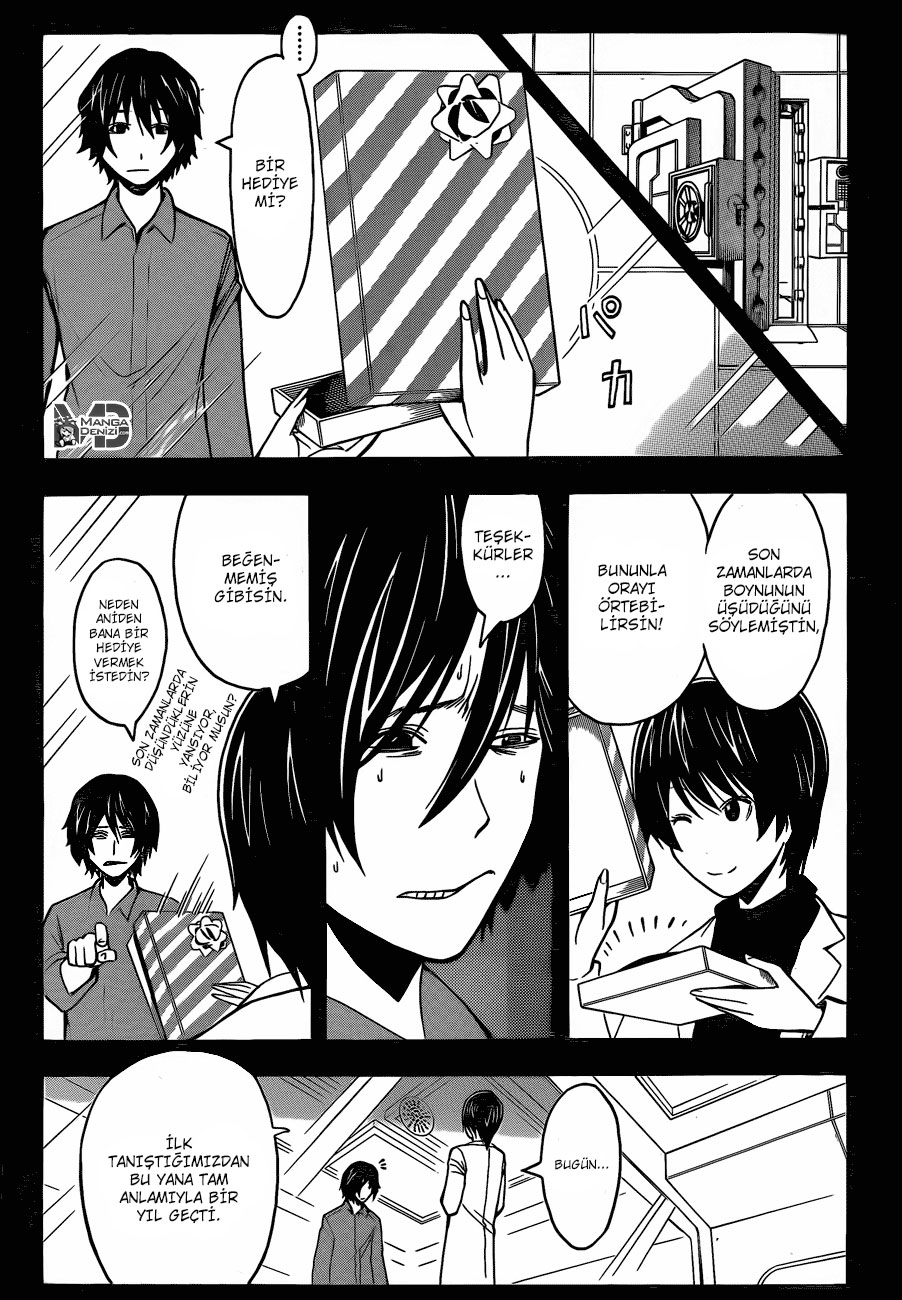 ......
BİR
HEDİYE
Mİ?
パカ
MD
MANGA
DENİZİ
SON
ZAMANLARDA
BOYNUNUN
ÜŞÜDÜĞÜNÜ
SÖYLEMİŞTİN,
BUNUNLA
ORAYI
ÖRTEBİ-
LİRSİN!
TEŞEK-
KÜRLER
...
BEĞEN-
MEMİŞ
GİBİSİN.
SON ZAMANLARDA
DÜŞÜNDÜKLERİN
YÜZÜNE
YANSIYOR,
BİLİYOR MUSUN?
NEDEN
ANİDEN
BANA BİR
HEDİYE
VERMEK
İSTEDİN?
BUGÜN...
İLK
TANIŞTIĞIMIZDAN
BU YANA TAM
ANLAMIYLA BİR
YIL GEÇTİ.